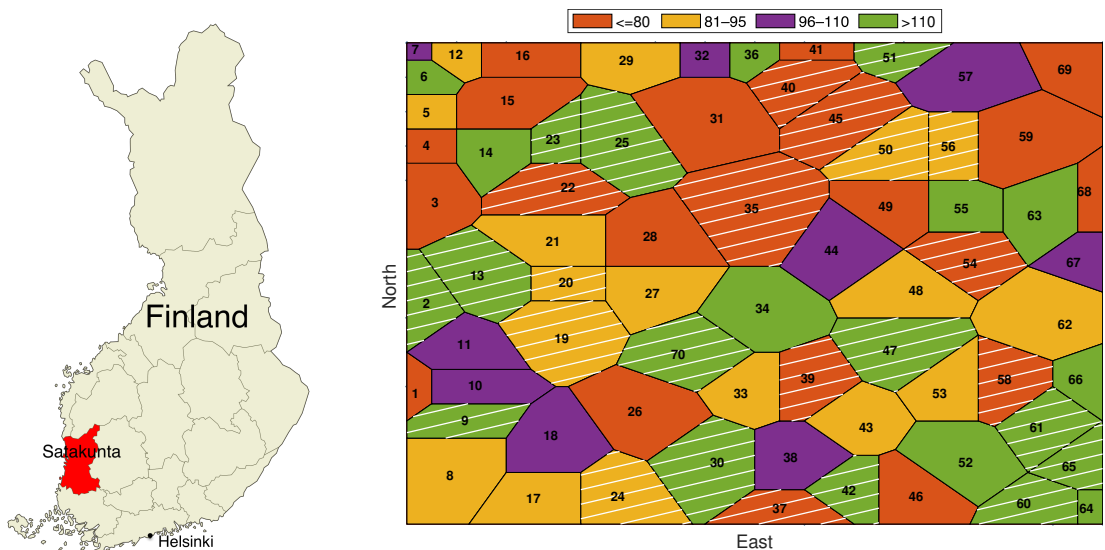 <=80 81–95 96–110 >110
7 12 16 29 32 36 41 51 57 69
6 40
5 15 31 45 59
4 14 23 25 50 56
3 22 35 49 55 63 68
21 28 44 67
13 20 27 48 54
2 34 62
11 19 70 47
1 10 33 39 53 58 66
9 18 26 43 61
8 30 38 52 65
17 24 37 42 46 60 64
North
East
Finland
Satakunta
Helsinki